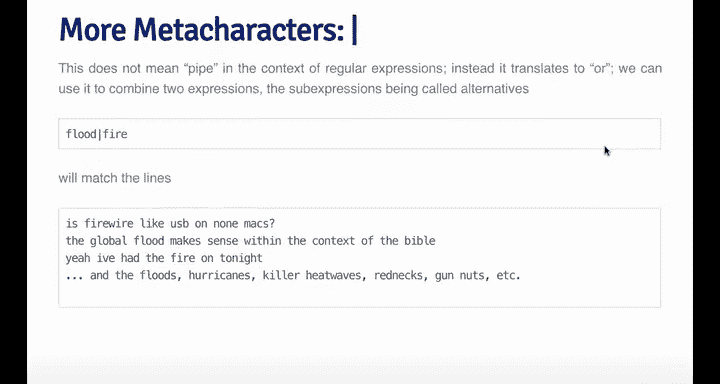 More Metacharacters: |
This does not mean “pipe” in the context of regular expressions; instead it translates to “or”; we can
use it to combine two expressions, the subexpressions being called alternatives
flood|fire
will match the lines
is firewire like usb on none macs?
the global flood makes sense within the context of the bible
yeah ive had the fire on tonight
... and the floods, hurricanes, killer heatwaves, rednecks, gun nuts, etc.